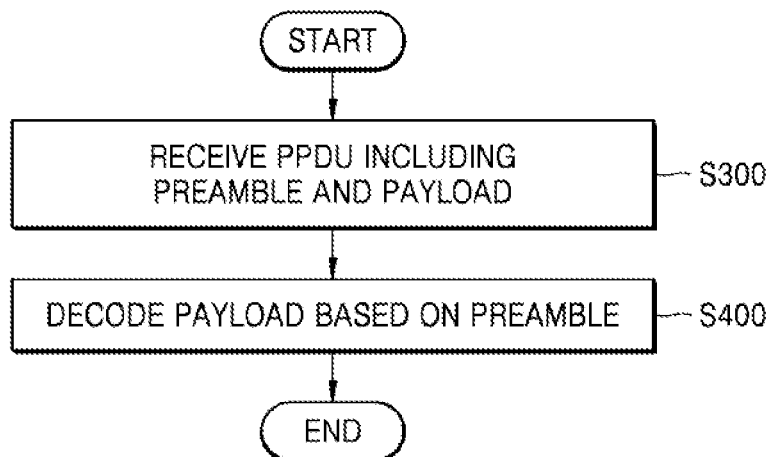 START
RECEIVE PPDU INCLUDING
PREAMBLE AND PAYLOAD
S300
DECODE PAYLOAD BASED ON PREAMBLE
S400
END